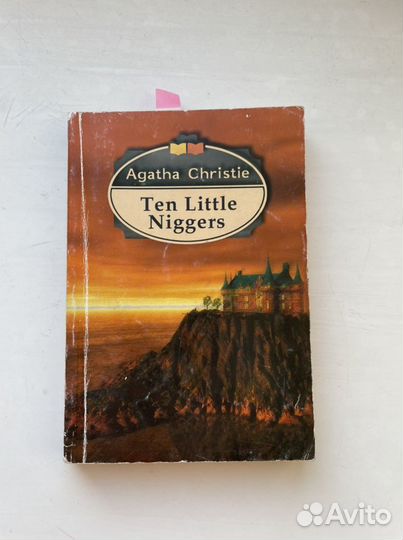 Agatha Christie
Ten Little
Niggers
Avito